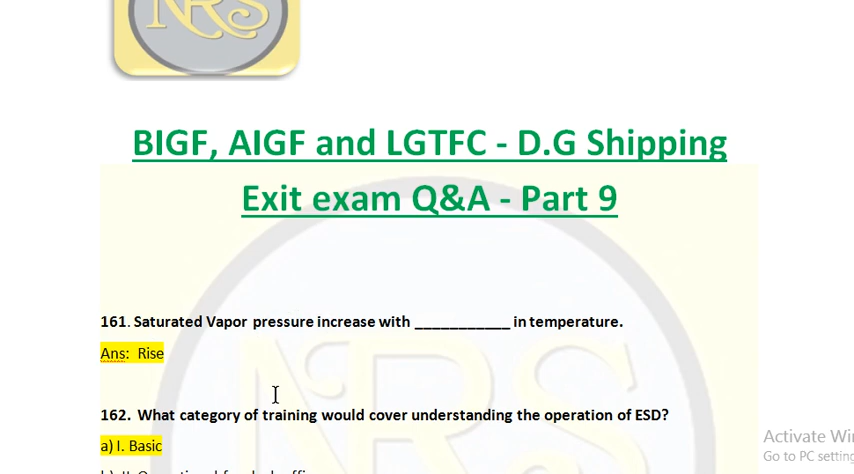 NRS
BIGF, AIGF and LGTFC - D.G Shipping
Exit exam Q&A - Part 9
161. Saturated Vapor pressure increase with ___________ in temperature.
Ans: Rise
162. What category of training would cover understanding the operation of ESD?
a) I. Basic
Activate Wi
Go to PC setting